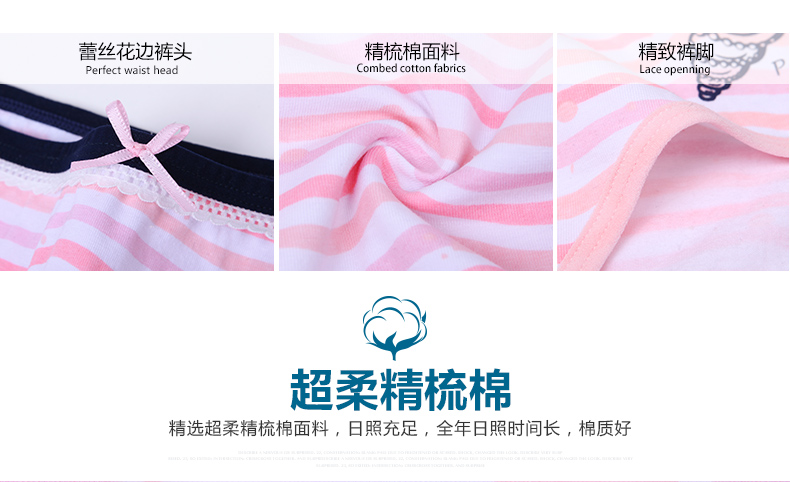 蕾丝花边裤头
Perfect waist head
精梳棉面料
Combed cotton fabrics
精致裤脚
Lace openning
P
超柔精梳棉
精选超柔精梳棉面料，日照充足，全年日照时间长，棉质好